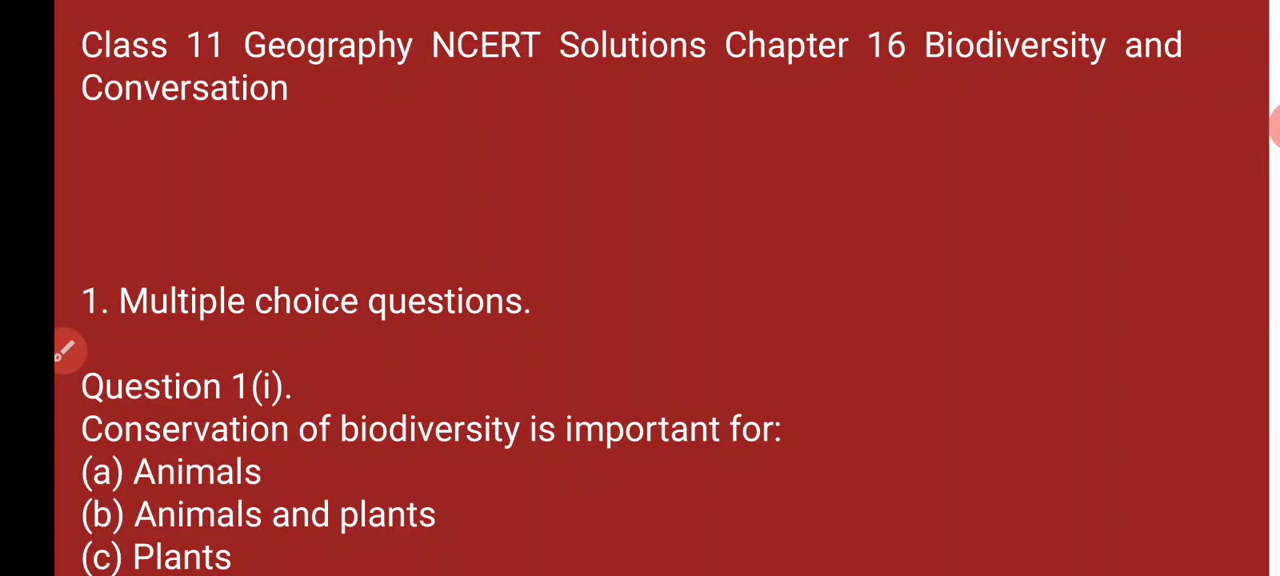 Class 11 Geography NCERT Solutions Chapter 16 Biodiversity and
Conversation
1. Multiple choice questions.
Question 1(i).
Conservation of biodiversity is important for:
(a) Animals
(b) Animals and plants
(c) Plants